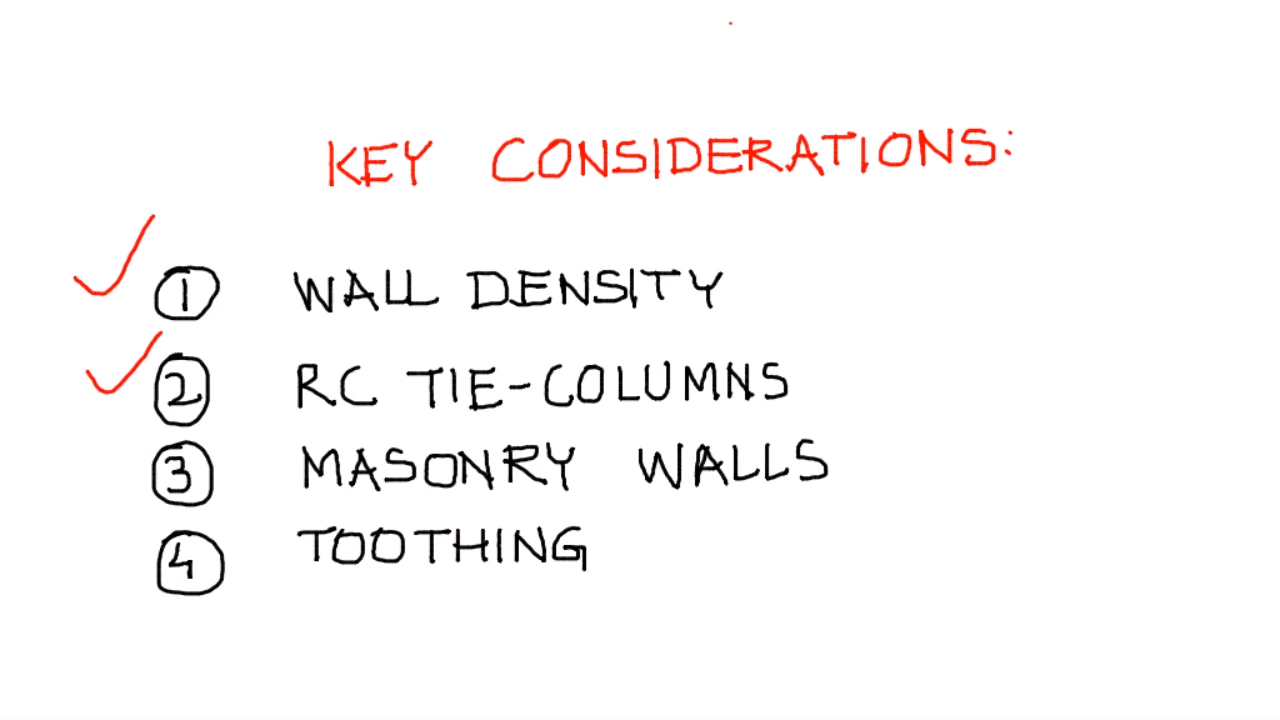 KEY CONSIDERATIONS:
1 WALL DENSITY
2 RC TIE-COLUMNS
3 MASONRY WALLS
4 TOOTHING